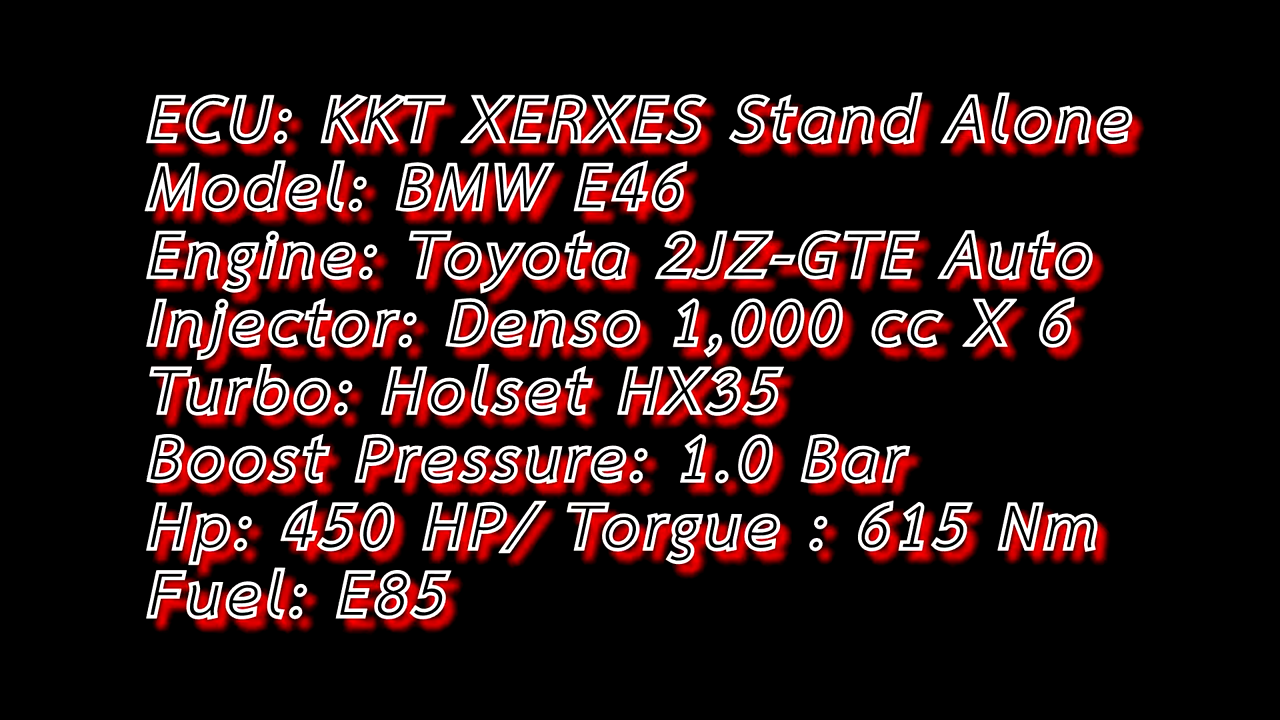 ECU: KKT XERXES Stand Alone
Model: BMW E46
Engine: Toyota 2JZ-GTE Auto
Injector: Denso 1,000 cc X 6
Turbo: Holset HX35
Boost Pressure: 1.0 Bar
Hp: 450 HP/ Torgue : 615 Nm
Fuel: E85